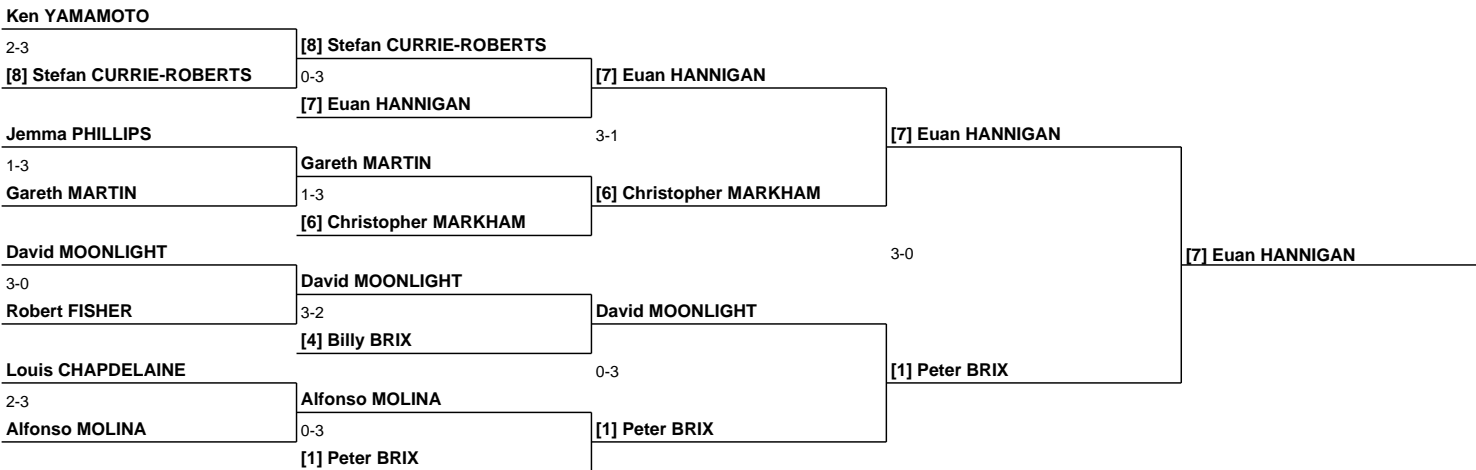 Ken YAMAMOTO
2-3
[8] Stefan CURRIE-ROBERTS
[8] Stefan CURRIE-ROBERTS
0-3
[7] Euan HANNIGAN
[7] Euan HANNIGAN
Jemma PHILLIPS
1-3
Gareth MARTIN
Gareth MARTIN
1-3
[6] Christopher MARKHAM
3-1
[6] Christopher MARKHAM
[7] Euan HANNIGAN
David MOONLIGHT
3-0
Robert FISHER
David MOONLIGHT
3-2
[4] Billy BRIX
David MOONLIGHT
Louis CHAPDELAINE
2-3
Alfonso MOLINA
Alfonso MOLINA
0-3
[1] Peter BRIX
0-3
[1] Peter BRIX
3-0
[1] Peter BRIX
[7] Euan HANNIGAN